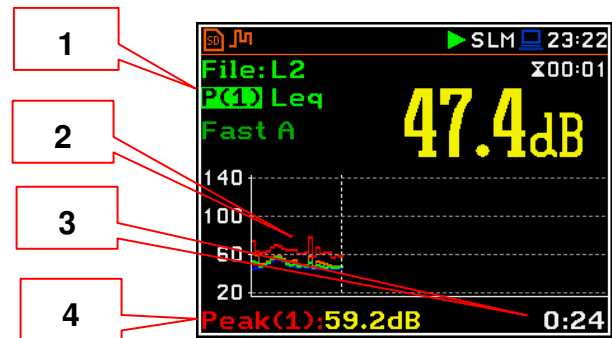 1
2
3
4
SD SLM 23:22
File:L2 00:01
P(1) Leq
47.4dB
Fast A
140
100
60
20
Peak(1):59.2dB 0:24